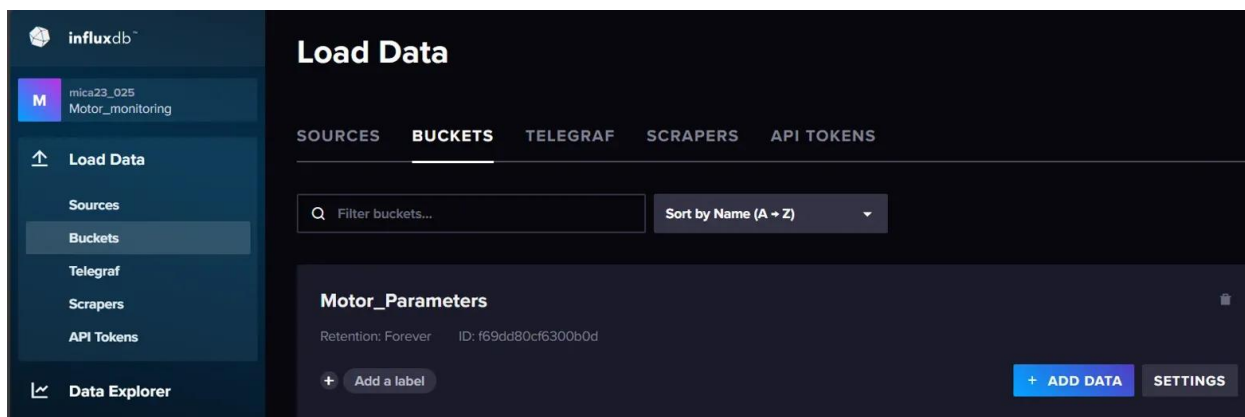 influxdb™
M
mica23_025
Motor_monitoring
Load Data
Sources
Buckets
Telegraf
Scrapers
API Tokens
Data Explorer
Load Data
SOURCES BUCKETS TELEGRAF SCRAPERS API TOKENS
Filter buckets...
Sort by Name (A → Z)
Motor_Parameters
Retention: Forever ID: f69dd80cf6300b0d
+ Add a label
+ ADD DATA SETTINGS